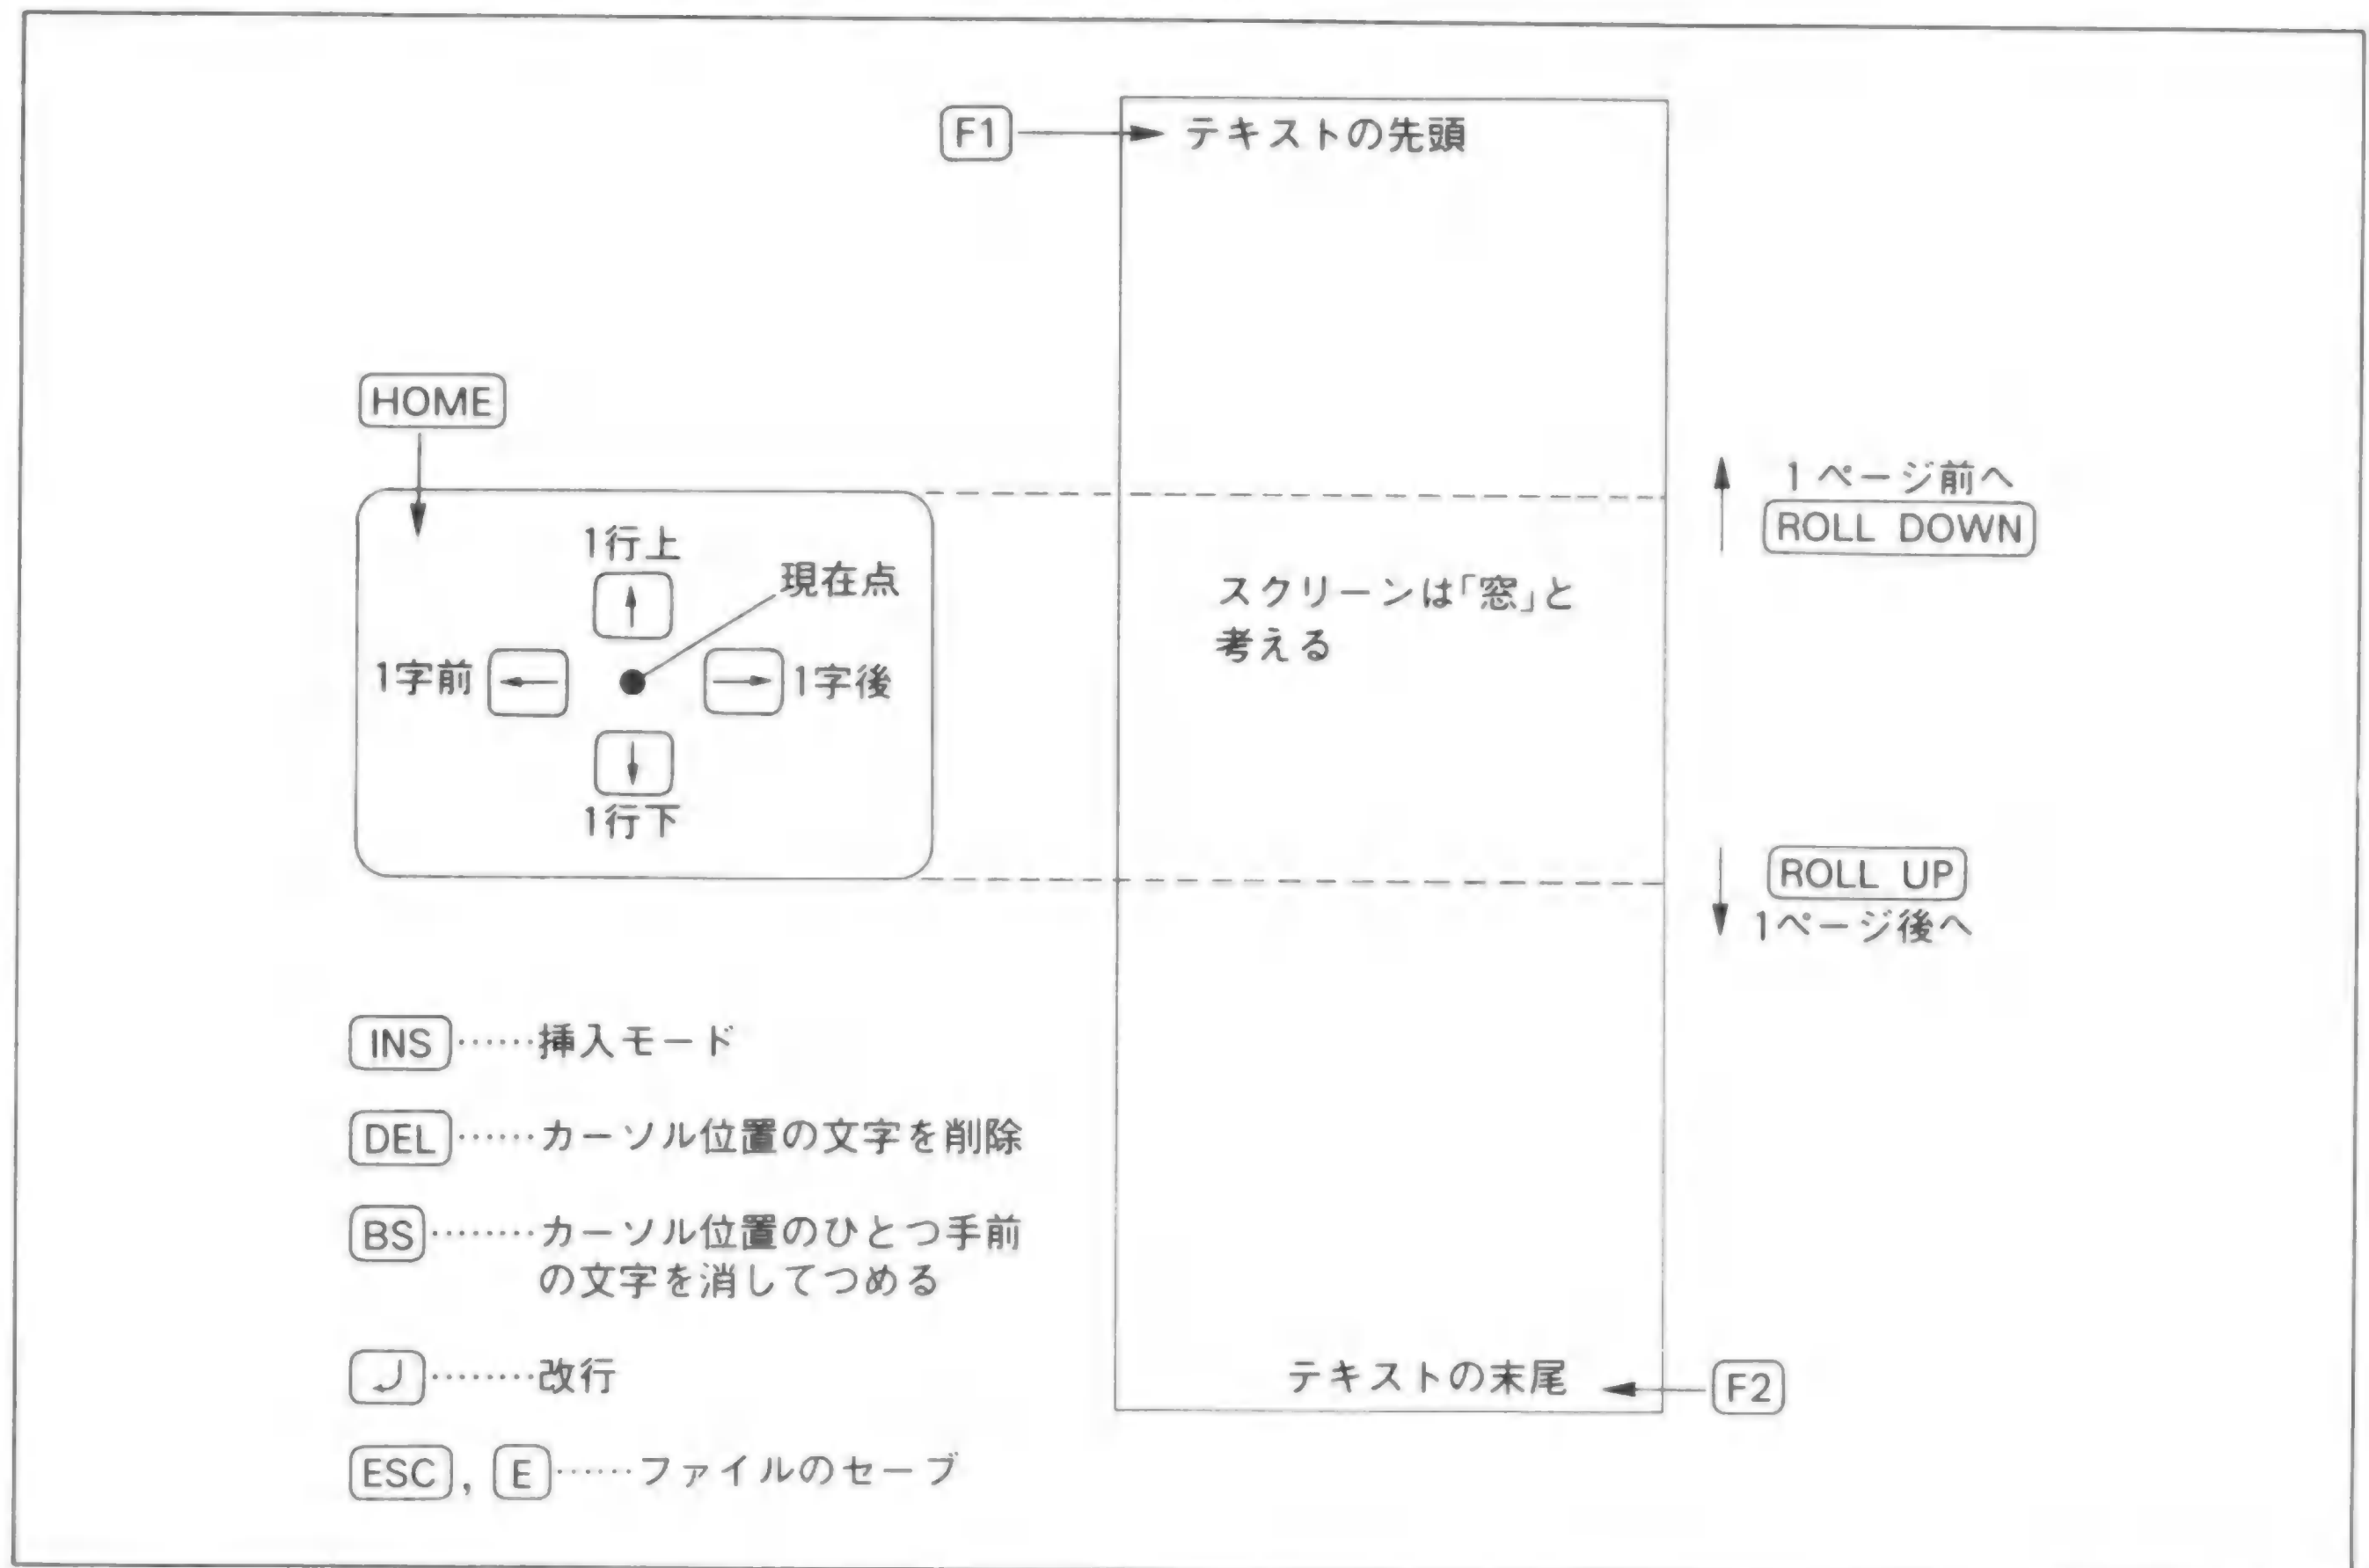 F1 テキストの先頭
HOME
1ページ前へ
ROLL DOWN
1行上
↑
現在点
1字前 ← → 1字後
↓
1行下
スクリーンは「窓」と
考える
ROLL UP
1ページ後へ
INS……挿入モード
DEL……カーソル位置の文字を削除
BS………カーソル位置のひとつ手前
の文字を消してつめる
⏎………改行
ESC, E……ファイルのセーブ
テキストの末尾 F2